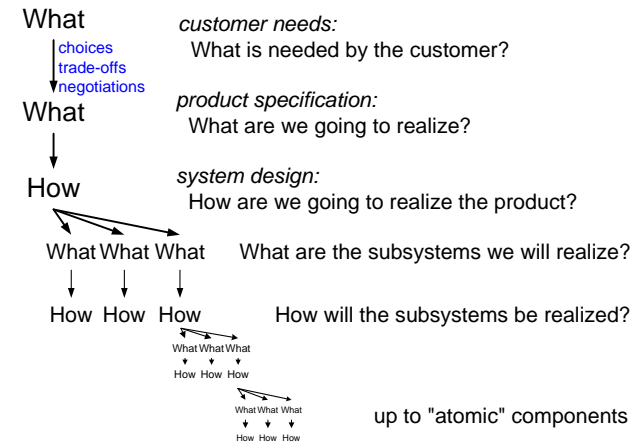 What
customer needs:
What is needed by the customer?
choices
trade-offs
negotiations
What
product specification:
What are we going to realize?
How
system design:
How are we going to realize the product?
What What What
What are the subsystems we will realize?
How How How
How will the subsystems be realized?
What What What
How How How
What What What
up to "atomic" components
How How How